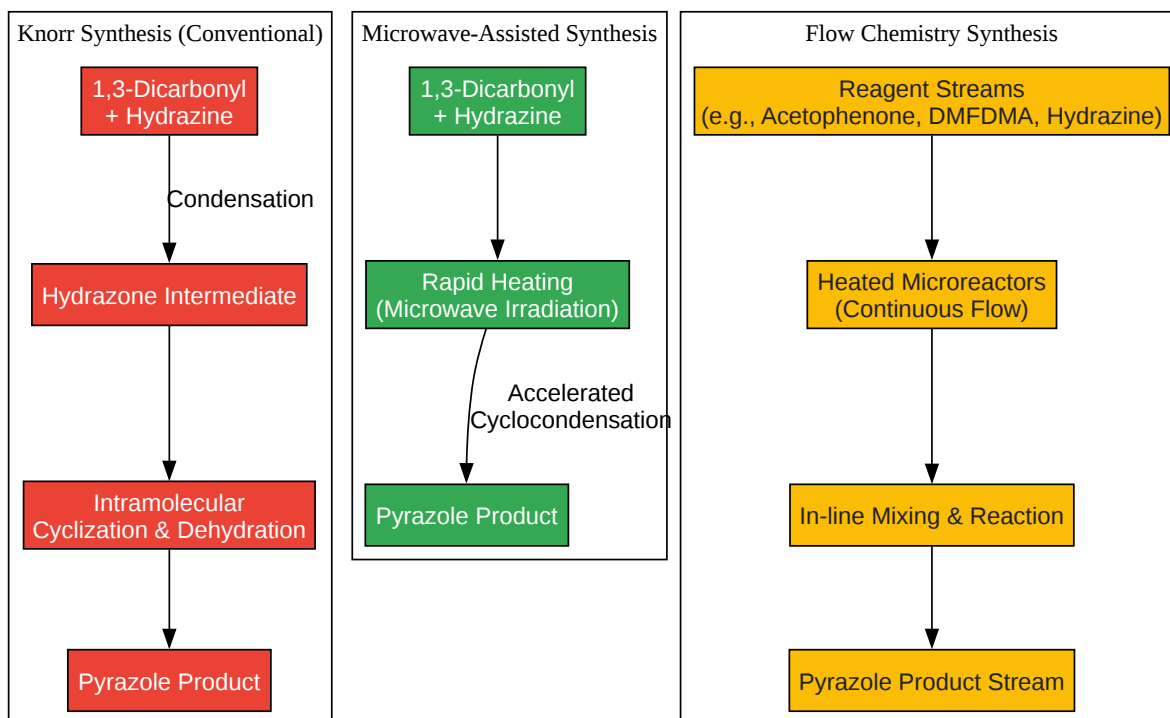 Knorr Synthesis (Conventional)
1,3-Dicarbonyl
+ Hydrazine
Condensation
Hydrazone Intermediate
Intramolecular
Cyclization & Dehydration
Pyrazole Product
Microwave-Assisted Synthesis
1,3-Dicarbonyl
+ Hydrazine
Rapid Heating
(Microwave Irradiation)
Accelerated
Cyclocondensation
Pyrazole Product
Flow Chemistry Synthesis
Reagent Streams
(e.g., Acetophenone, DMFDMA, Hydrazine)
Heated Microreactors
(Continuous Flow)
In-line Mixing & Reaction
Pyrazole Product Stream